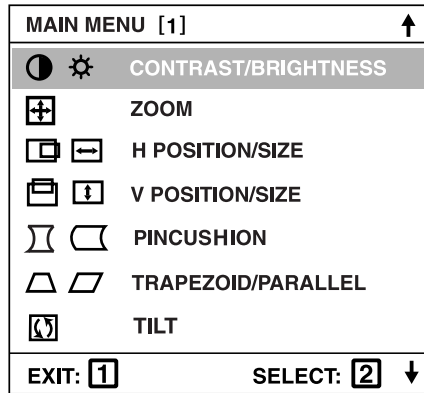 MAIN MENU [1]
CONTRAST/BRIGHTNESS
ZOOM
H POSITION/SIZE
V POSITION/SIZE
PINCUSHION
TRAPEZOID/PARALLEL
TILT
EXIT: 1 SELECT: 2